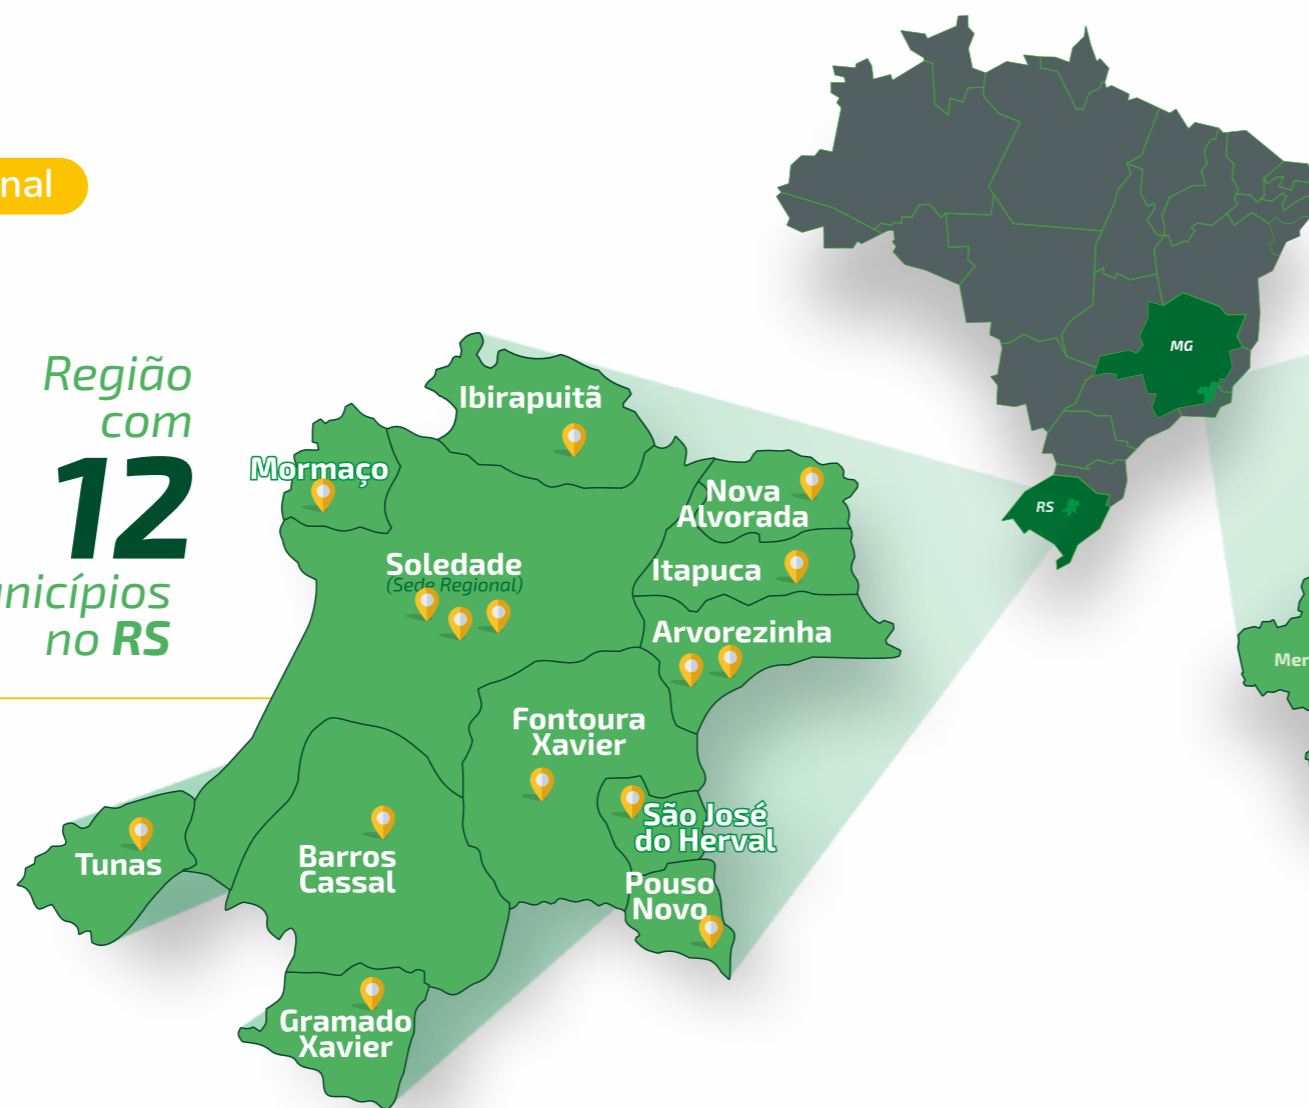 nal
Região
com
12
nicípios
no RS
Ibirapuitã
Mormaço
Nova
Alvorada
Soledade
(Sede Regional)
Itapuca
Arvorezinha
Fontoura
Xavier
São José
do Herval
Barros
Cassal
Tunas
Pouso
Novo
Gramado
Xavier
MG
RS
Mer